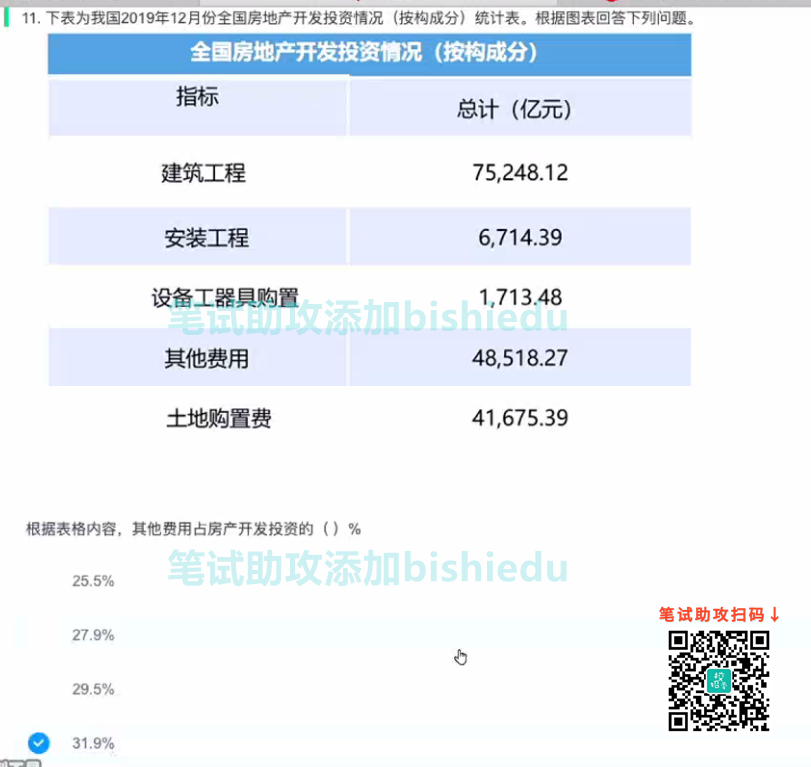 11. 下表为我国2019年12月份全国房地产开发投资情况（按构成分）统计表。根据图表回答下列问题。
全国房地产开发投资情况（按构成分）
指标 总计（亿元）
建筑工程 75,248.12
安装工程 6,714.39
设备工器具购置 1,713.48
笔试助攻添加bishiedu
其他费用 48,518.27
土地购置费 41,675.39
根据表格内容，其他费用占房产开发投资的（ ）%
笔试助攻添加bishiedu
25.5%
27.9%
29.5%
31.9%
笔试助攻扫码↓